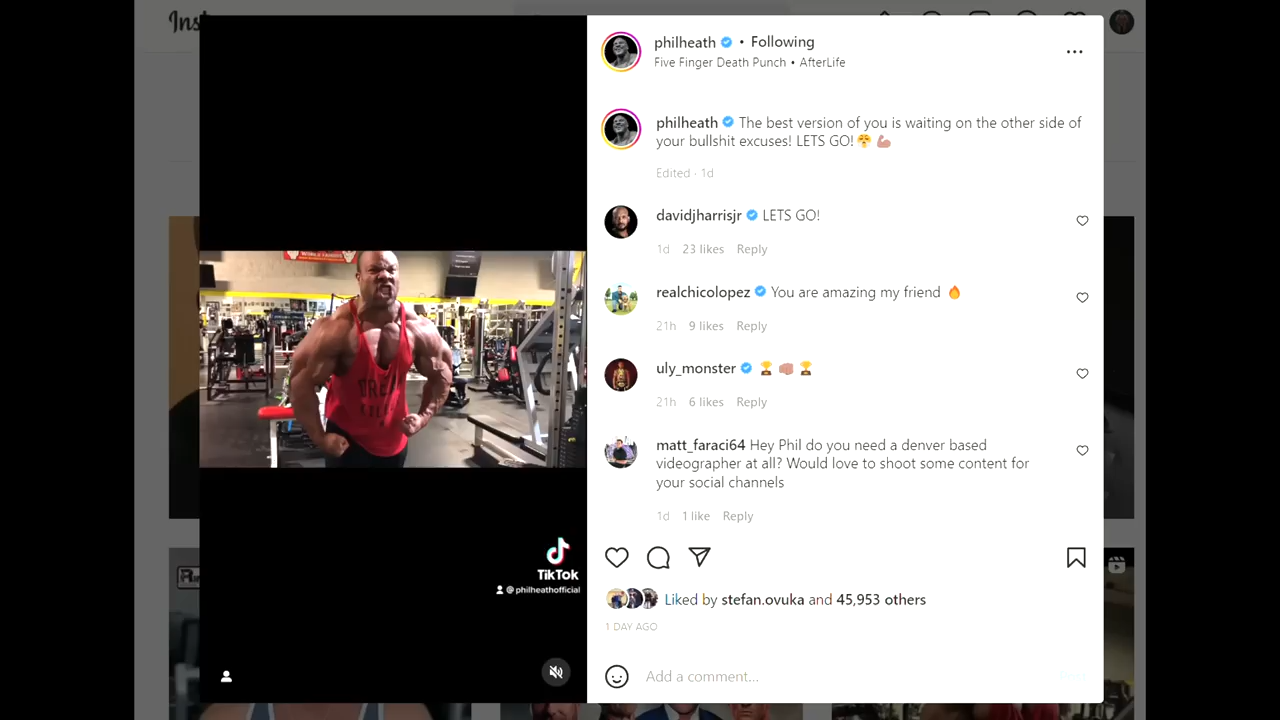 Inst
philheath • Following
Five Finger Death Punch • AfterLife
philheath The best version of you is waiting on the other side of
your bullshit excuses! LETS GO!😤 💪🏽
Edited · 1d
davidjharrisjr LETS GO!
1d 23 likes Reply
realchicolopez You are amazing my friend 🔥
21h 9 likes Reply
uly_monster 🏆 👊🏽 🏆
21h 6 likes Reply
matt_faraci64 Hey Phil do you need a denver based
videographer at all? Would love to shoot some content for
your social channels
1d 1 like Reply
TikTok
@philheathofficial
Liked by stefan.ovuka and 45,953 others
1 DAY AGO
Add a comment...